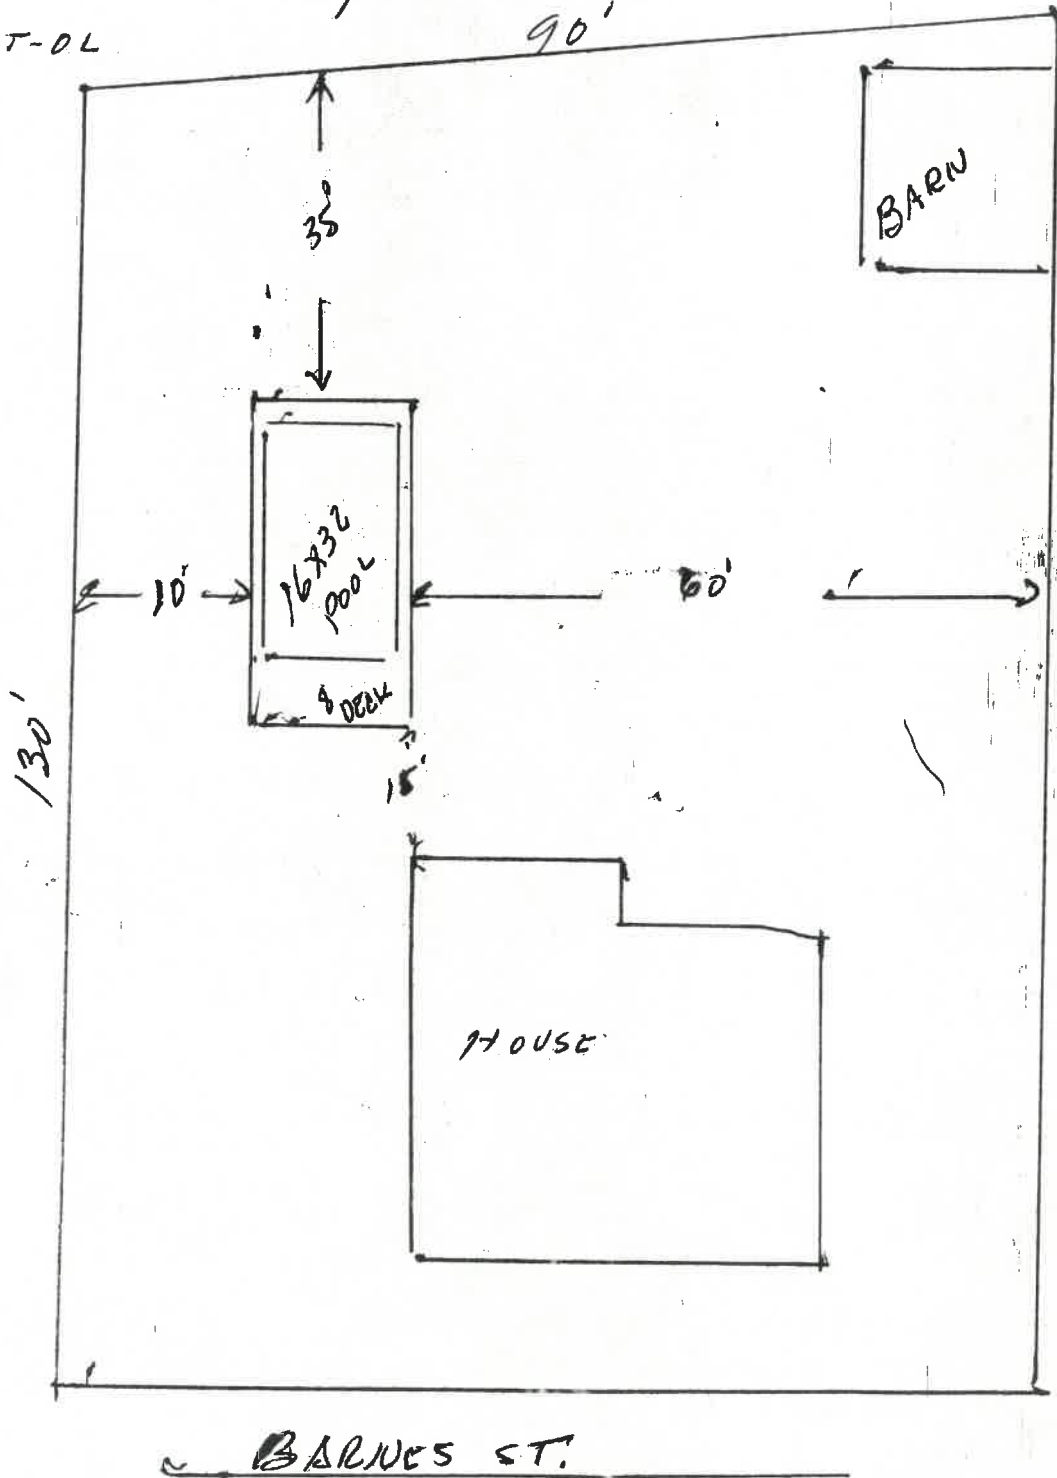 T-OL
90'
BARN
35'
10'
16X32
POOL
60'
8 DECK
130'
15'
HOUSE
BARNES ST.